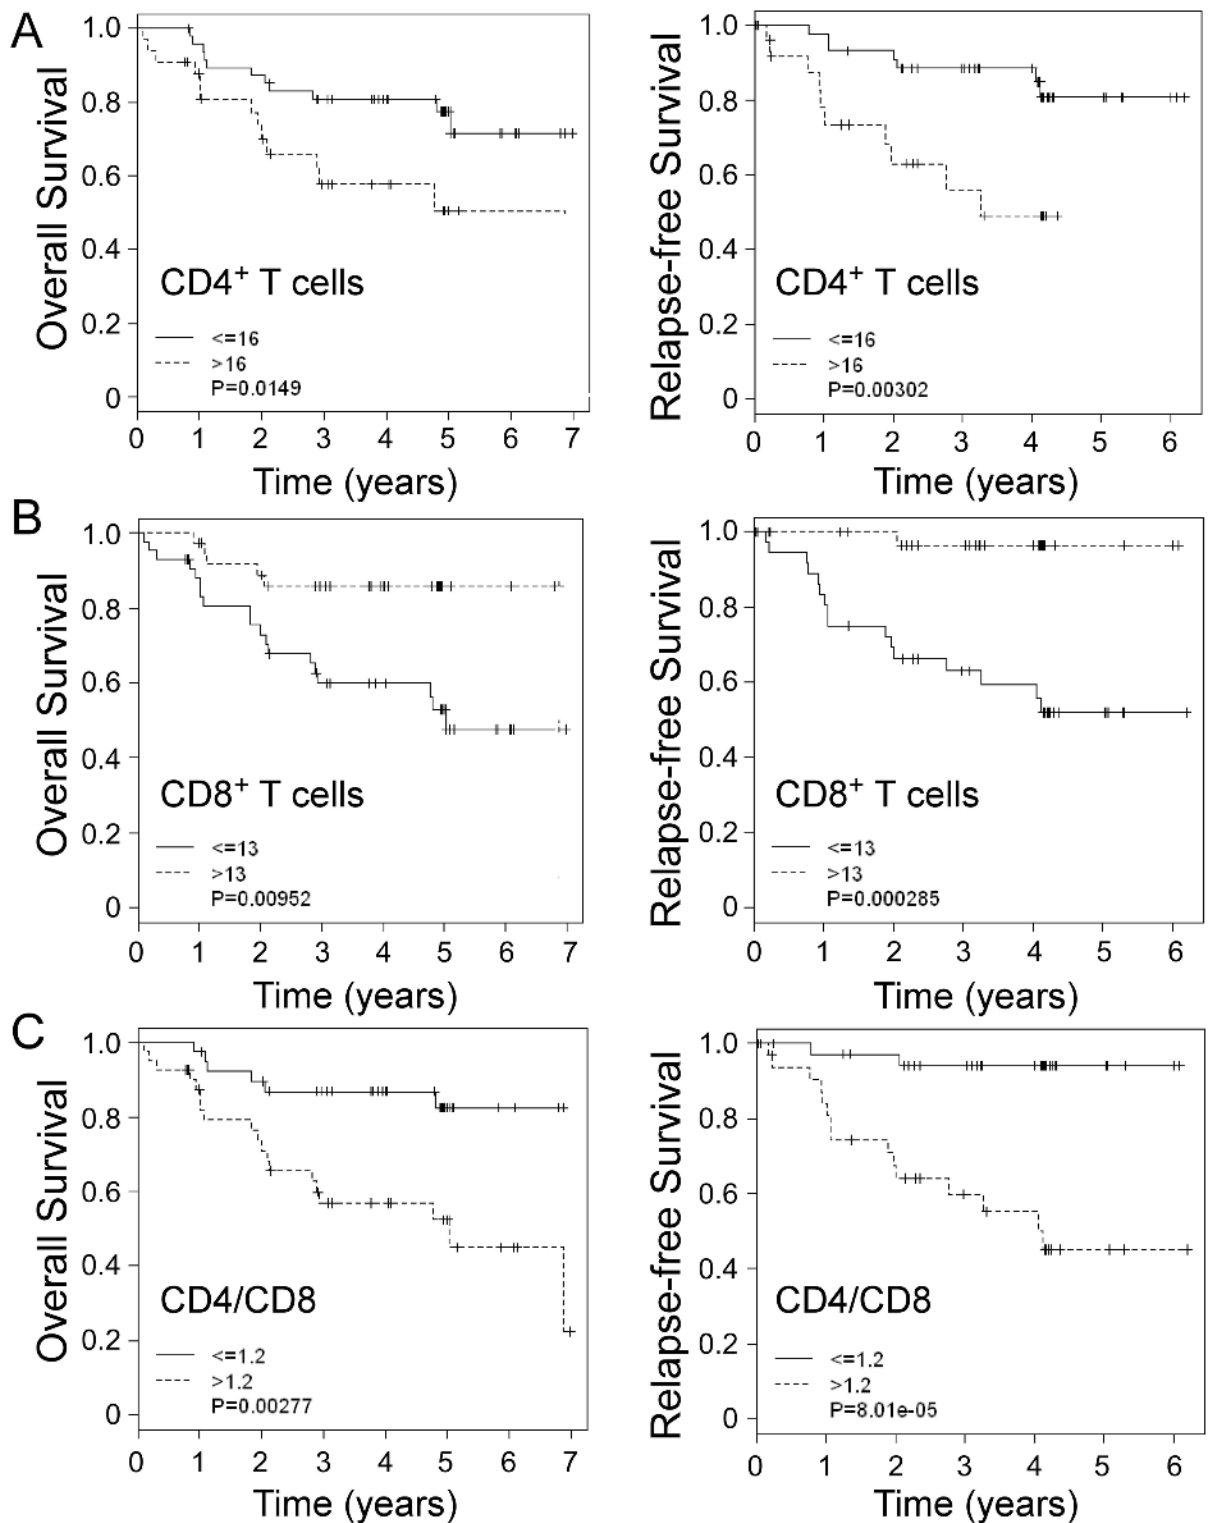 A
Overall Survival
1.0
0.8
0.6
0.4
0.2
0
CD4+ T cells
<=16
>16
P=0.0149
0 1 2 3 4 5 6 7
Time (years)
Relapse-free Survival
1.0
0.8
0.6
0.4
0.2
0
CD4+ T cells
<=16
>16
P=0.00302
0 1 2 3 4 5 6
Time (years)
B
Overall Survival
1.0
0.8
0.6
0.4
0.2
0
CD8+ T cells
<=13
>13
P=0.00952
0 1 2 3 4 5 6 7
Time (years)
Relapse-free Survival
1.0
0.8
0.6
0.4
0.2
0
CD8+ T cells
<=13
>13
P=0.000285
0 1 2 3 4 5 6
Time (years)
C
Overall Survival
1.0
0.8
0.6
0.4
0.2
0
CD4/CD8
<=1.2
>1.2
P=0.00277
0 1 2 3 4 5 6 7
Time (years)
Relapse-free Survival
1.0
0.8
0.6
0.4
0.2
0
CD4/CD8
<=1.2
>1.2
P=8.01e-05
0 1 2 3 4 5 6
Time (years)